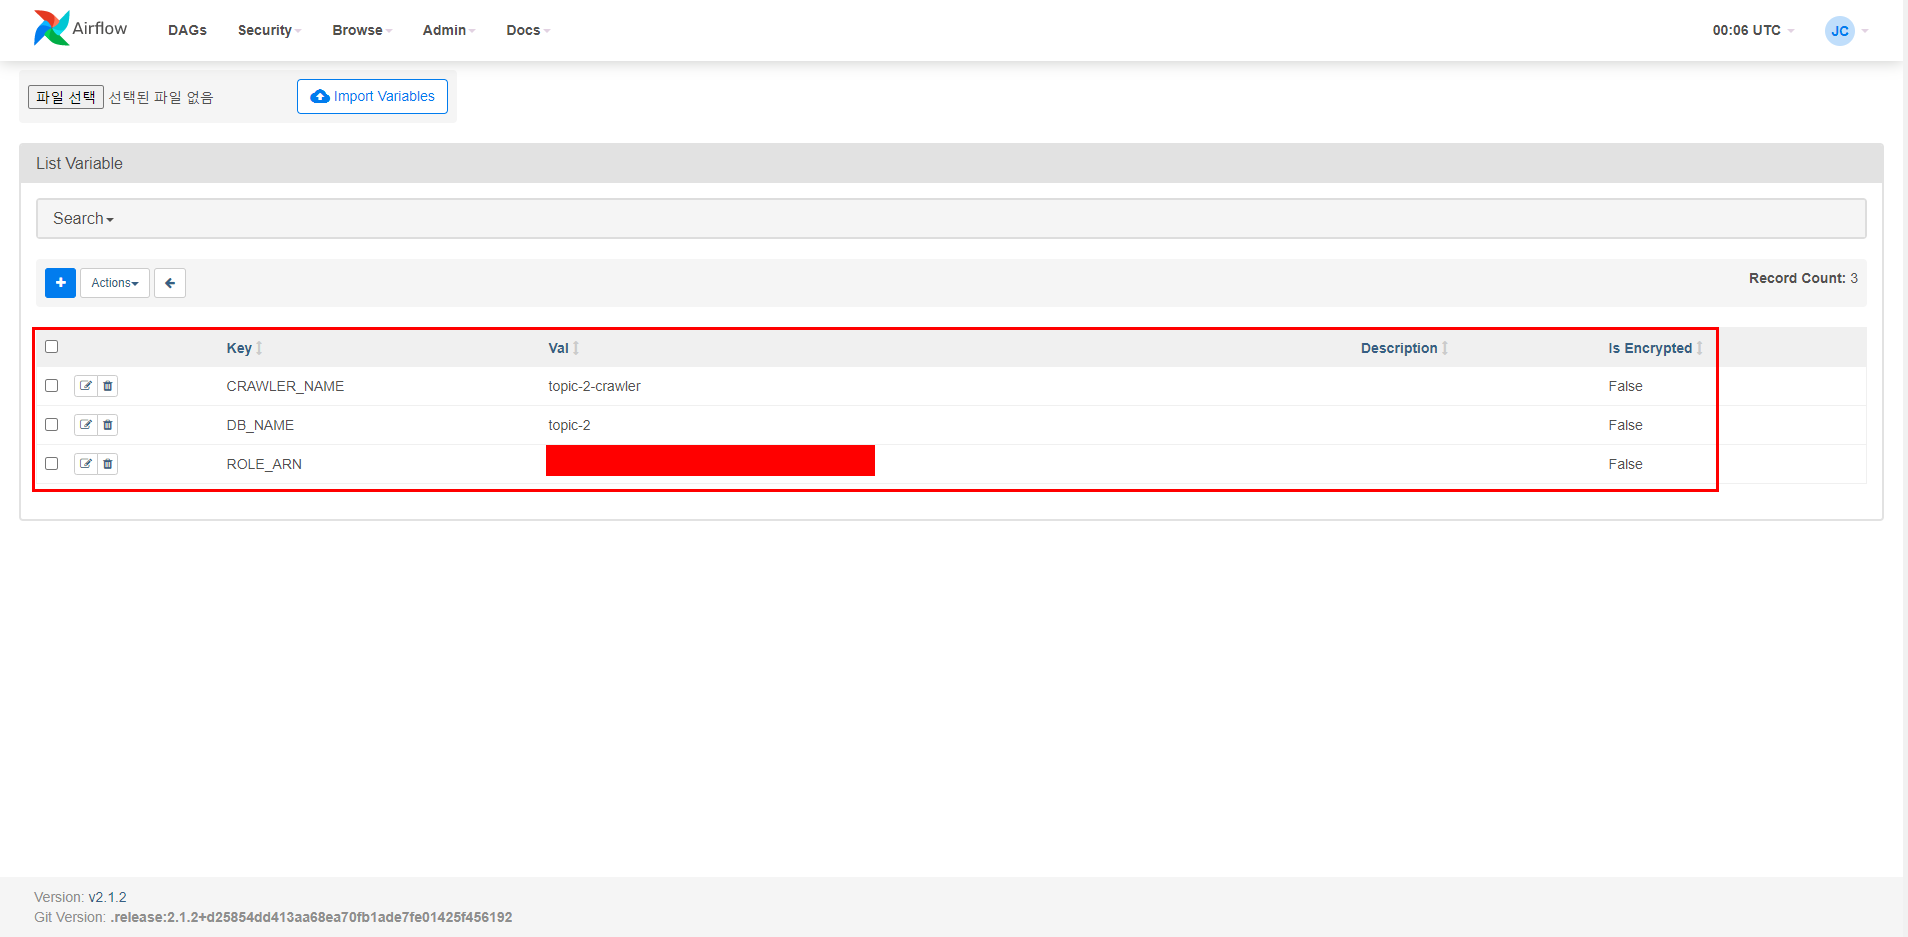 Airflow DAGs Security Browse Admin Docs 00:06 UTC JC
파일 선택 선택된 파일 없음 Import Variables
List Variable
Search
+ Actions Record Count: 3
Key Val Description Is Encrypted
CRAWLER_NAME topic-2-crawler False
DB_NAME topic-2 False
ROLE_ARN False
Version: v2.1.2
Git Version: .release:2.1.2+d25854dd413aa68ea70fb1ade7fe01425f456192